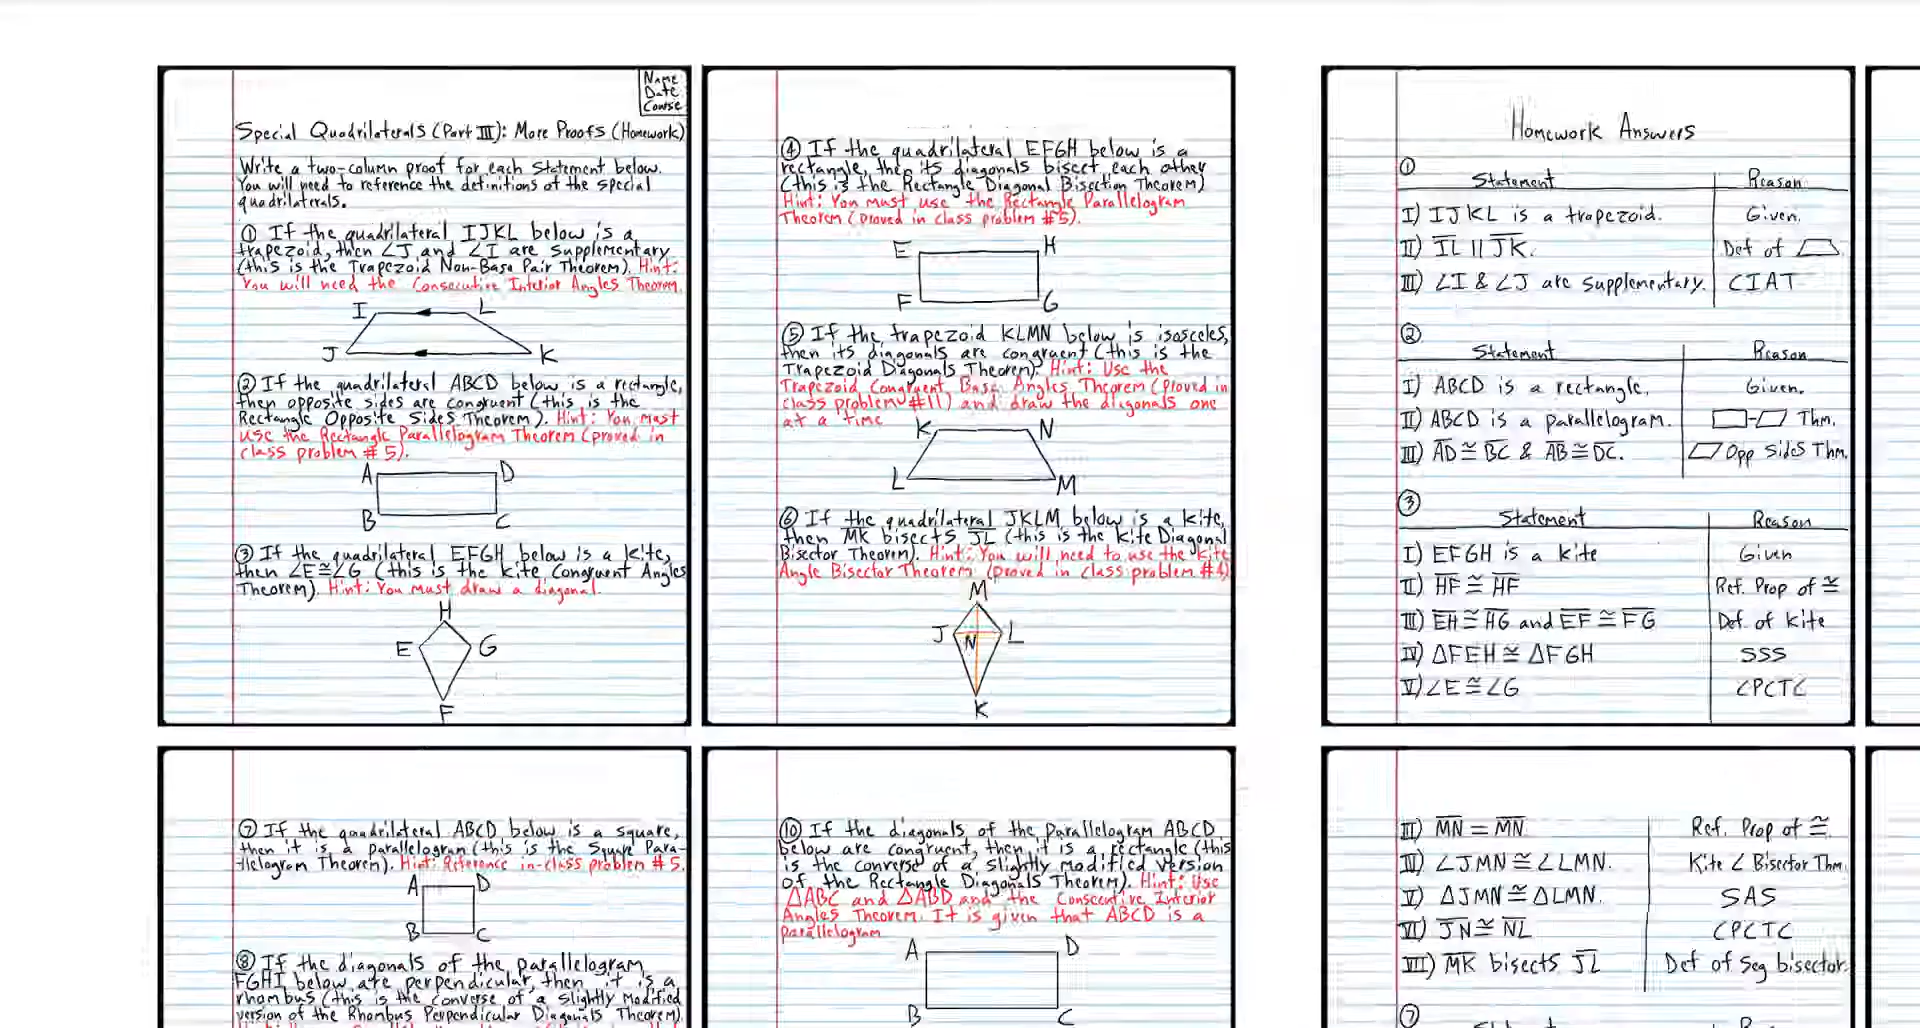 Name
Date
Course
Special Quadrilaterals (Part III): More Proofs (Homework)
Write a two-column proof for each statement below.
You will need to reference the definitions of the special
quadrilaterals.
① If the quadrilateral IJKL below is a
trapezoid, then ∠J and ∠I are supplementary
(this is the Trapezoid Non-Base Pair Theorem). Hint:
You will need the Consecutive Interior Angles Theorem.
I L
J K
② If the quadrilateral ABCD below is a rectangle,
then opposite sides are congruent (this is the
Rectangle Opposite Sides Theorem). Hint: You must
use the Rectangle Parallelogram Theorem (proved in
class problem #5).
A D
B C
③ If the quadrilateral EFGH below is a kite,
then ∠E≅∠G (this is the Kite Congruent Angles
Theorem). Hint: You must draw a diagonal.
H
E G
F
④ If the quadrilateral EFGH below is a
rectangle, then its diagonals bisect each other
(this is the Rectangle Diagonal Bisection Theorem)
Hint: You must use the Rectangle Parallelogram
Theorem (proved in class problem #5).
E H
F G
⑤ If the trapezoid KLMN below is isosceles,
then its diagonals are congruent (this is the
Trapezoid Diagonals Theorem). Hint: Use the
Trapezoid Congruent Base Angles Theorem (proved in
class problem #11) and draw the diagonals one
at a time
K N
L M
⑥ If the quadrilateral JKLM below is a kite,
then MK bisects JL (this is the Kite Diagonal
Bisector Theorem). Hint: You will need to use the Kite
Angle Bisector Theorem (proved in class problem #4)
M
J N L
K
Homework Answers
①
Statement Reason
I) IJKL is a trapezoid. Given.
II) IL || JK. Def of ⏢
III) ∠I & ∠J are supplementary. CIAT
②
Statement Reason
I) ABCD is a rectangle. Given.
II) ABCD is a parallelogram. ▭-▱ Thm.
III) AD≅BC & AB≅DC. ▱ Opp Sides Thm.
③
Statement Reason
I) EFGH is a kite Given
II) HF≅HF Ref. Prop of ≅
III) EH≅HG and EF≅FG Def. of kite
IV) ΔFEH≅ΔFGH SSS
V) ∠E≅∠G CPCTC
⑦ If the quadrilateral ABCD below is a square,
then it is a parallelogram (this is the Square Para-
llelogram Theorem). Hint: Reference in-class problem #5.
A D
B C
⑧ If the diagonals of the parallelogram
FGHI below are perpendicular, then it is a
rhombus (this is the converse of a slightly modified
version of the Rhombus Perpendicular Diagonals Theorem).
⑩ If the diagonals of the parallelogram ABCD
below are congruent, then it is a rectangle (this
is the converse of a slightly modified version
of the Rectangle Diagonals Theorem). Hint: Use
ΔABC and ΔABD and the Consecutive Interior
Angles Theorem. It is given that ABCD is a
parallelogram
A D
B C
III) MN = MN Ref. Prop of ≅
IV) ∠JMN≅∠LMN. Kite ∠ Bisector Thm
V) ΔJMN≅ΔLMN. SAS
VI) JN≅NL CPCTC
VII) MK bisects JL Def of Seg bisector
⑦